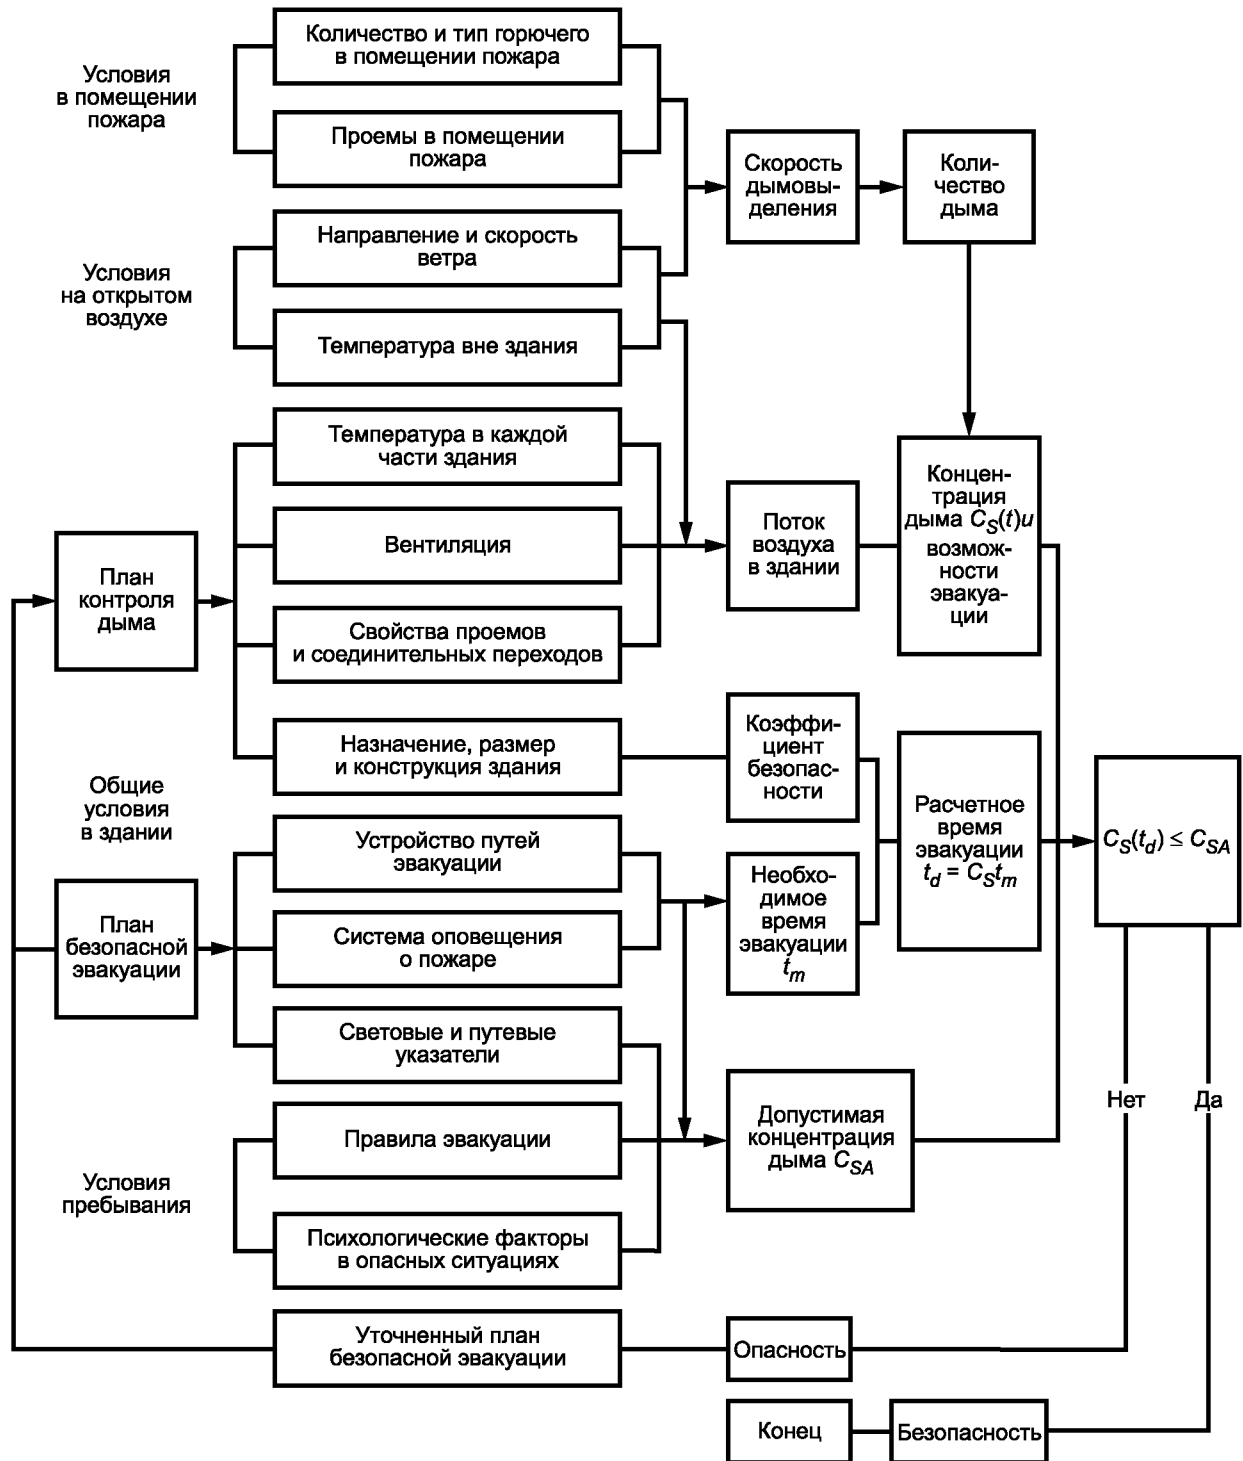 Количество и тип горючего
в помещении пожара
Условия
в помещении
пожара
Проемы в помещении
пожара
Скорость
дымовы-
деления
Коли-
чество
дыма
Направление и скорость
ветра
Условия
на открытом
воздухе
Температура вне здания
Температура в каждой
части здания
Вентиляция
Поток
воздуха
в здании
Концен-
трация
дыма C_S(t)u
возмож-
ности
эвакуа-
ции
План
контроля
дыма
Свойства проемов
и соединительных переходов
Назначение, размер
и конструкция здания
Коэффи-
циент
безопас-
ности
Общие
условия
в здании
Устройство путей
эвакуации
Расчетное
время
эвакуации
t_d = C_S t_m
C_S(t_d) ≤ C_SA
План
безопасной
эвакуации
Система оповещения
о пожаре
Необхо-
димое
время
эвакуации
t_m
Световые и путевые
указатели
Нет
Да
Правила эвакуации
Допустимая
концентрация
дыма C_SA
Условия
пребывания
Психологические факторы
в опасных ситуациях
Уточненный план
безопасной эвакуации
Опасность
Конец
Безопасность